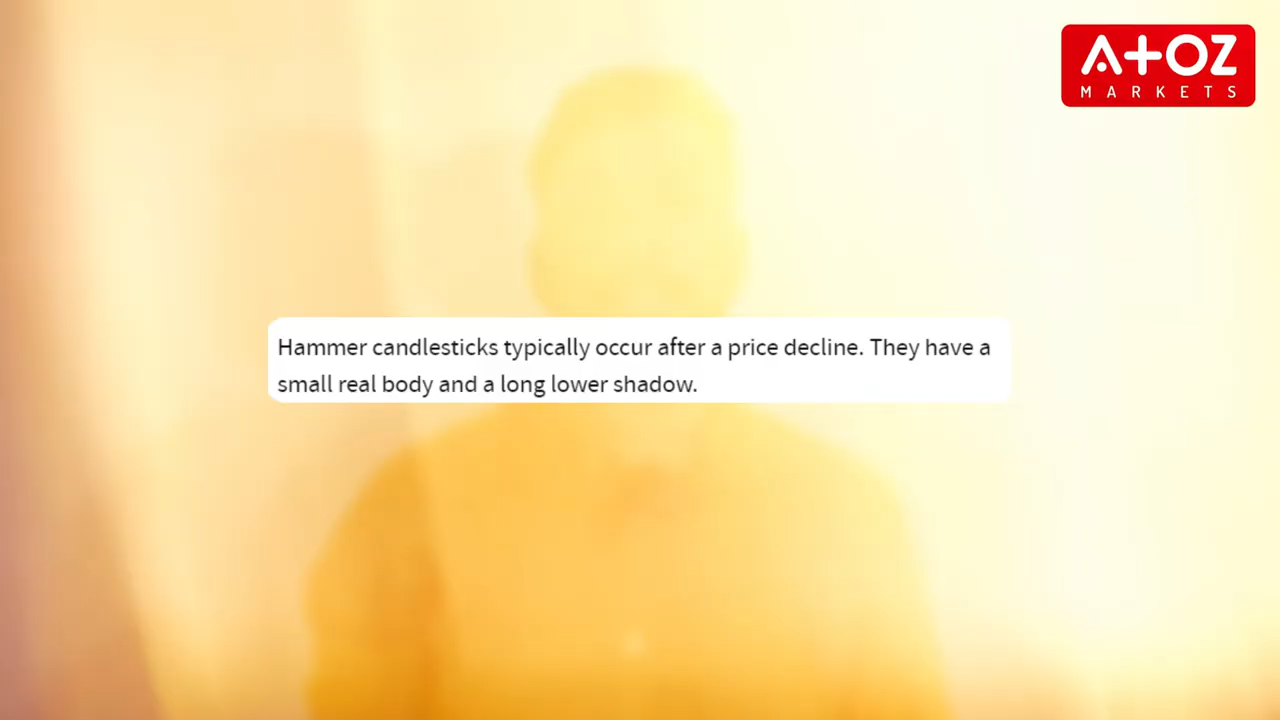 A+OZ
MARKETS
Hammer candlesticks typically occur after a price decline. They have a
small real body and a long lower shadow.